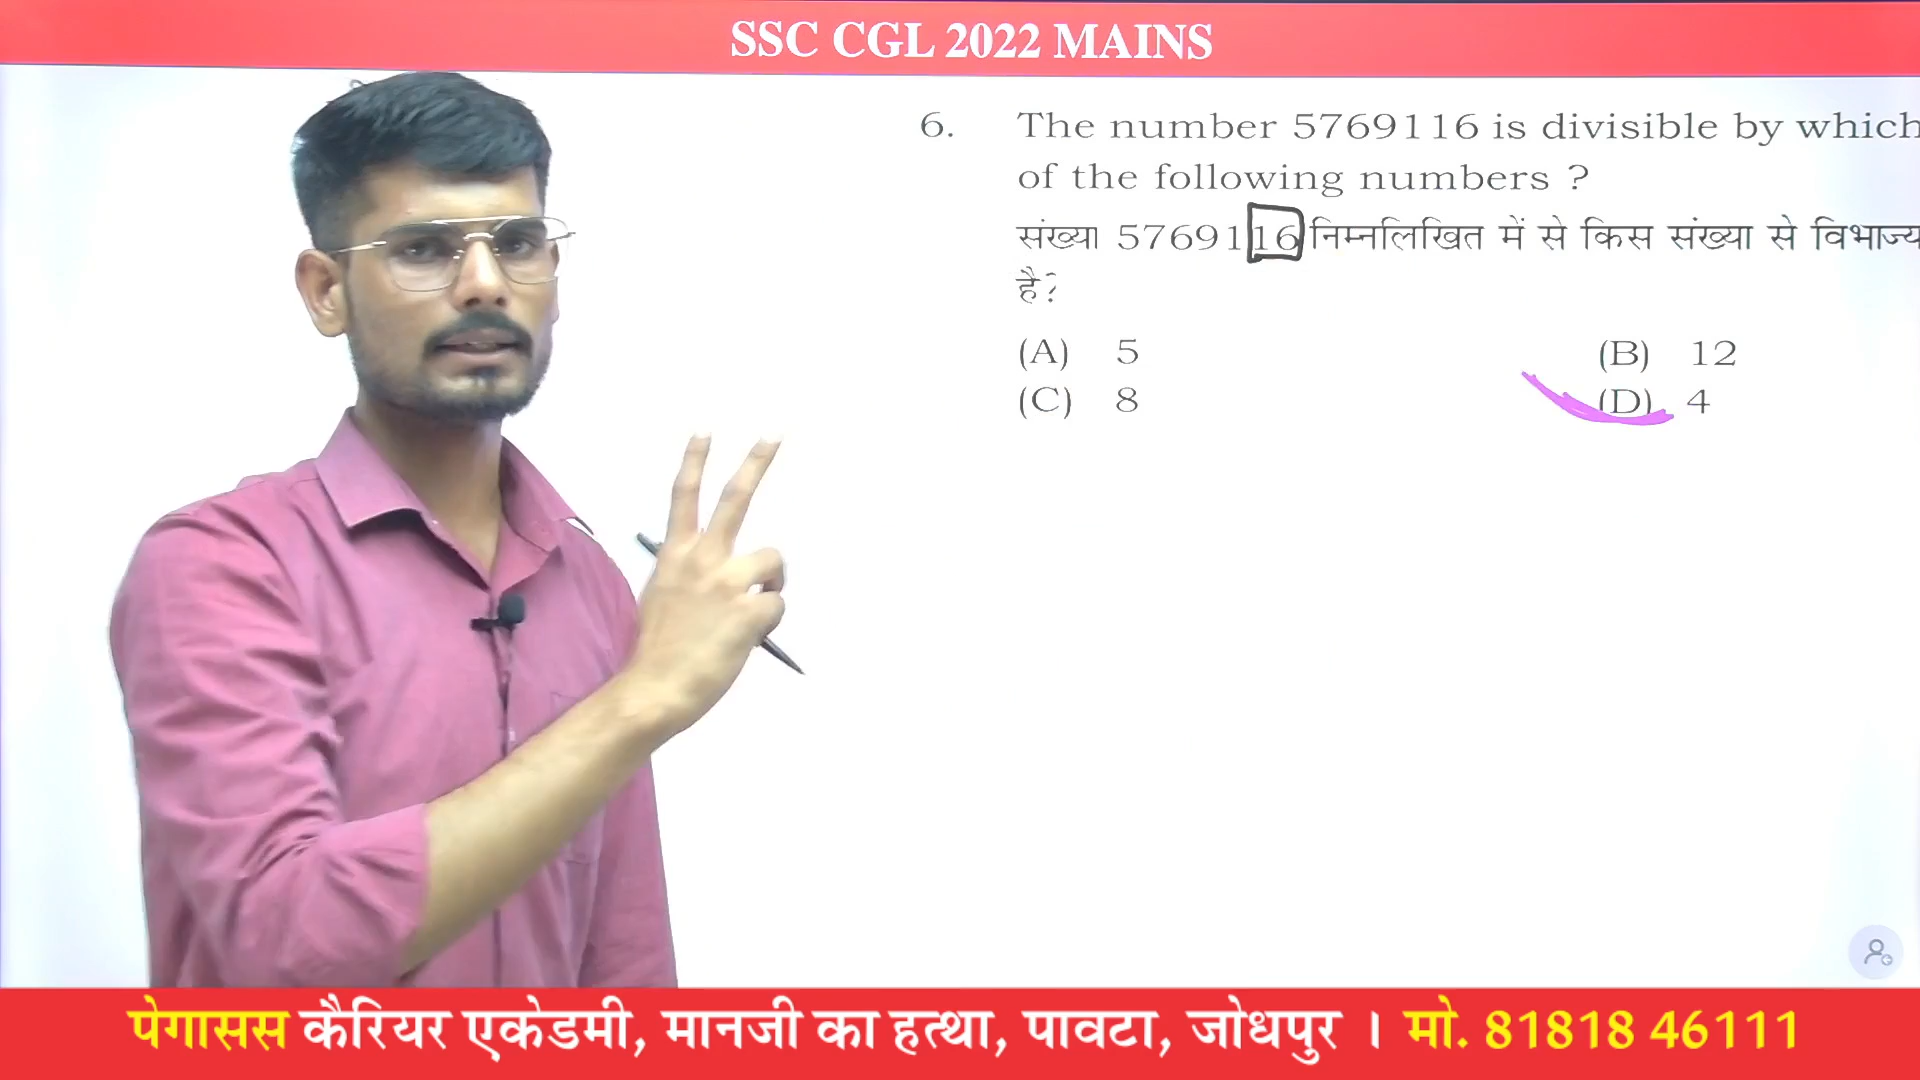 SSC CGL 2022 MAINS
6. The number 5769116 is divisible by which
of the following numbers ?
संख्या 5769116 निम्नलिखित में से किस संख्या से विभाज्य
है?
(A) 5 (B) 12
(C) 8 (D) 4
पेगासस कैरियर एकेडमी, मानजी का हत्था, पावटा, जोधपुर । मो. 81818 46111